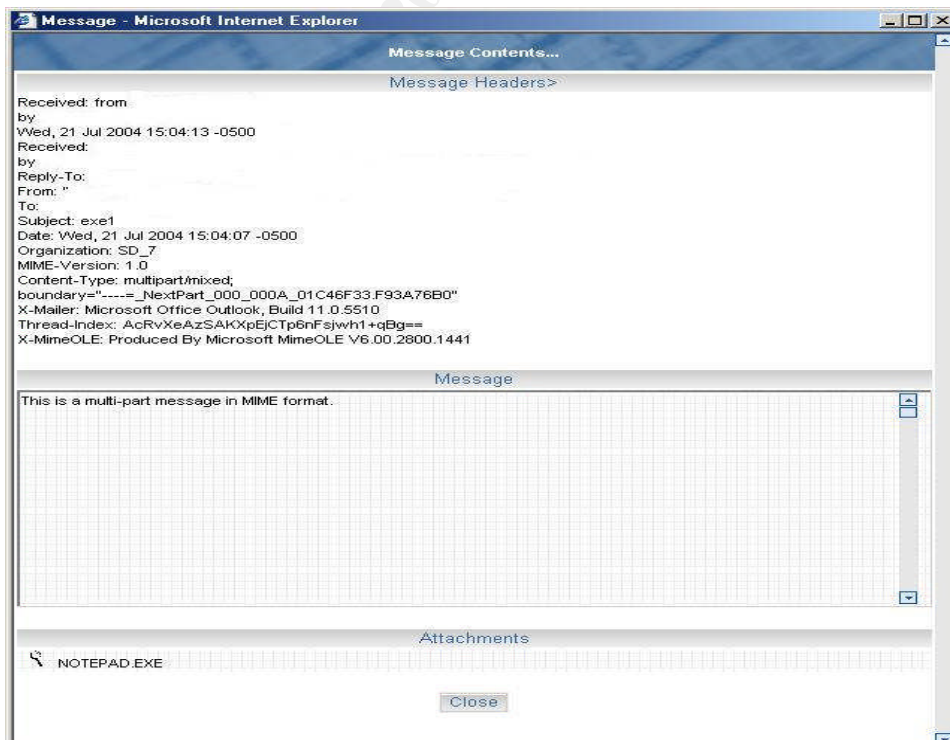 Message - Microsoft Internet Explorer
Message Contents...
Message Headers>
Received: from
by
Wed, 21 Jul 2004 15:04:13 -0500
Received:
by
Reply-To:
From: "
To:
Subject: exe1
Date: Wed, 21 Jul 2004 15:04:07 -0500
Organization: SD_7
MIME-Version: 1.0
Content-Type: multipart/mixed;
boundary="----=_NextPart_000_000A_01C46F33.F93A76B0"
X-Mailer: Microsoft Office Outlook, Build 11.0.5510
Thread-Index: AcRvXeAzSAKXpEjCTp6nFsjwh1+qBg==
X-MimeOLE: Produced By Microsoft MimeOLE V6.00.2800.1441
Message
This is a multi-part message in MIME format.
Attachments
NOTEPAD.EXE
Close